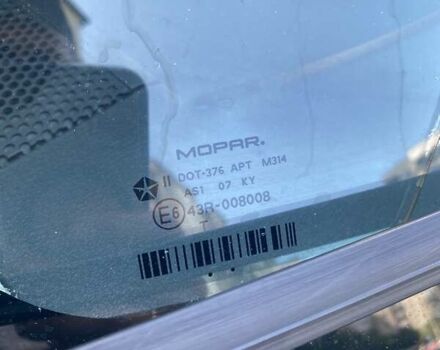 MOPAR.
II DOT-376 APT M314
AS1 07 KY
E6 43R-008008
T